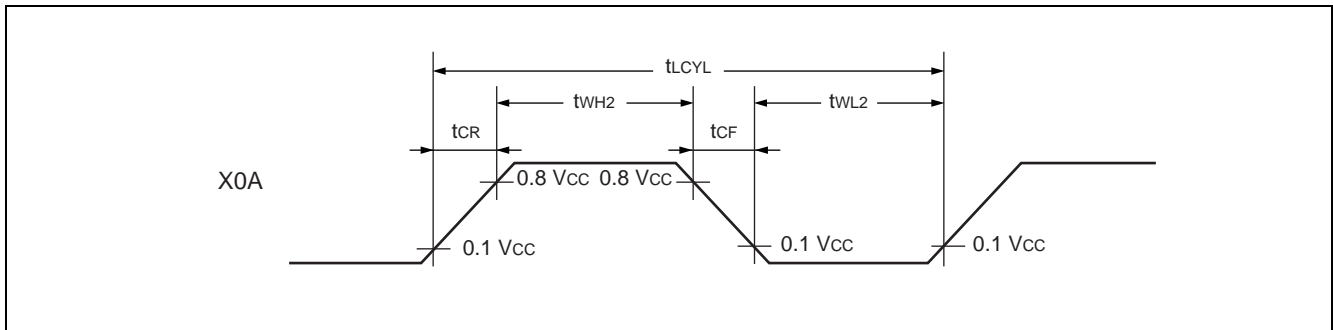 tLCYL
tWH2
tWL2
tCR
tCF
X0A
0.8 VCC 0.8 VCC
0.1 VCC
0.1 VCC
0.1 VCC